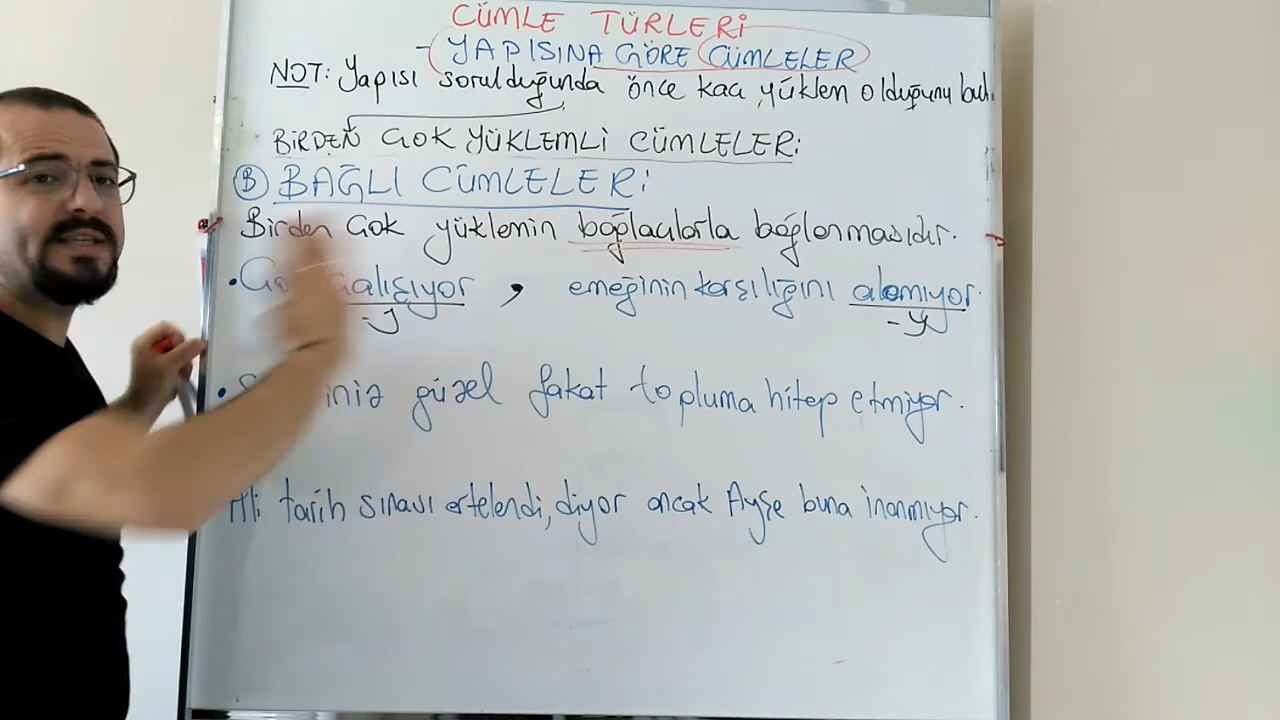 CÜMLE TÜRLERİ
- YAPISINA GÖRE CÜMLELER
NOT: Yapısı sorulduğunda önce kaç yüklem olduğunu bul.
BİRDEN ÇOK YÜKLEMLİ CÜMLELER:
B BAĞLI CÜMLELER:
Birden çok yüklemin bağlaçlarla bağlanmasıdır.
• çalışıyor , emeğinin karşılığını alamıyor.
-y -y
• güzel fakat topluma hitap etmiyor.
Ali tarih sınavı ertelendi, diyor ancak Ayşe buna inanmıyor.